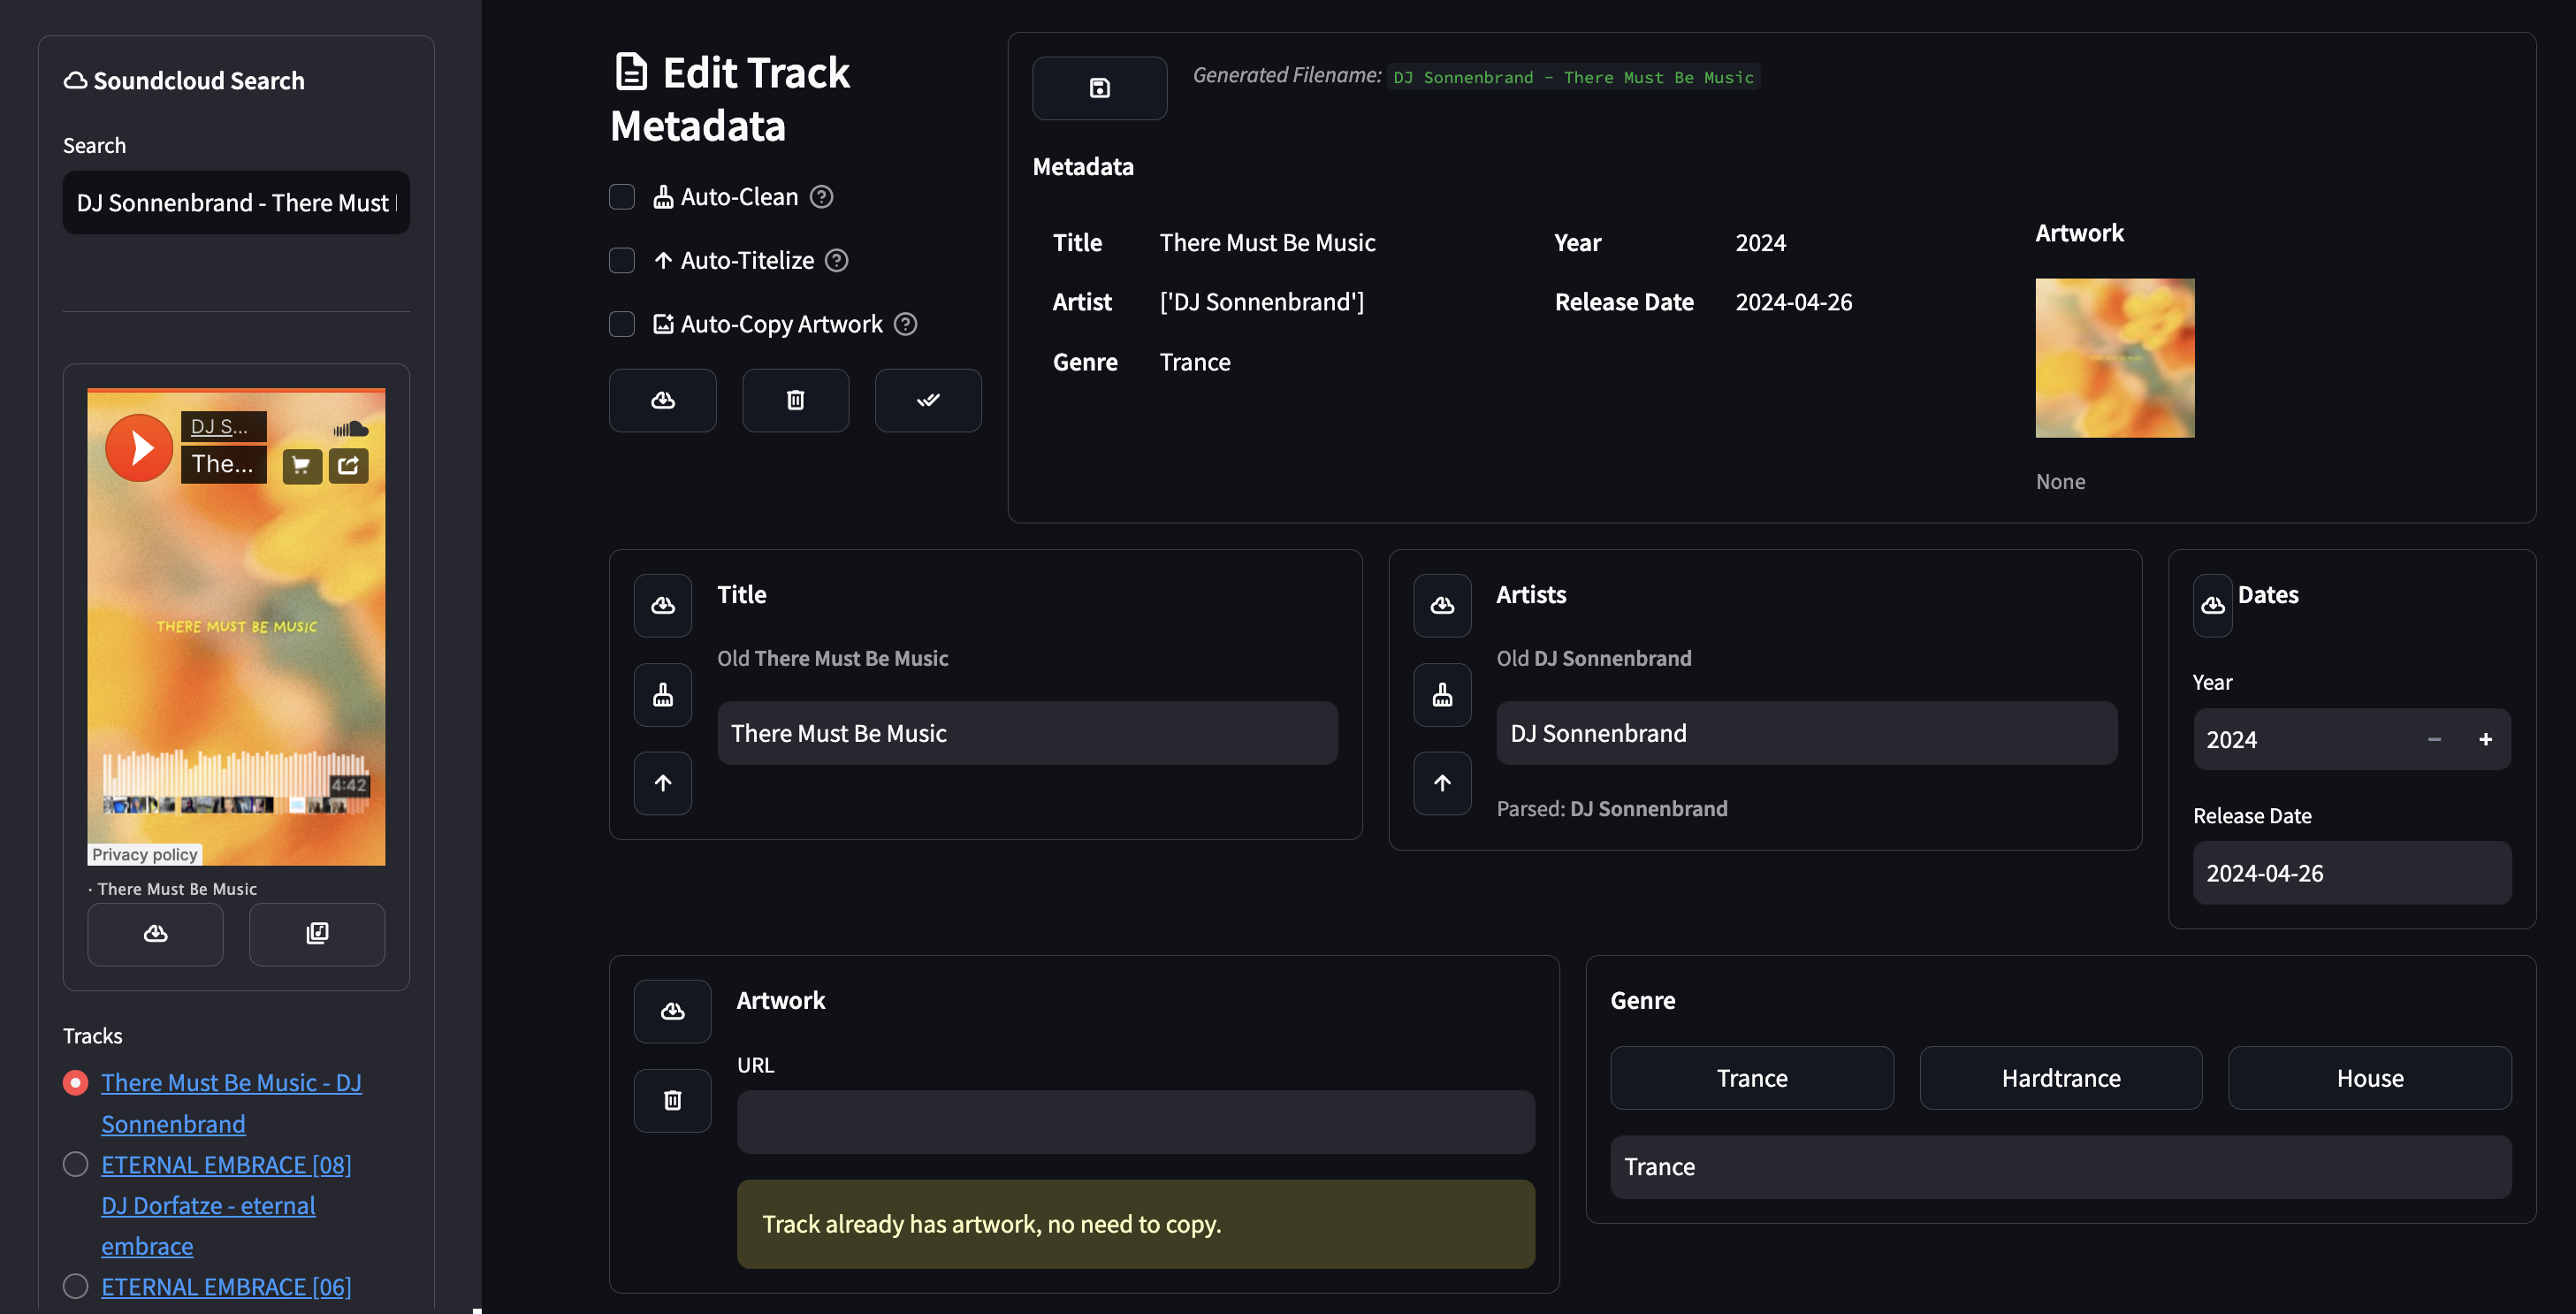 Soundcloud Search
Search
DJ Sonnenbrand - There Must
DJ S...
The...
THERE MUST BE MUSIC
4:42
Privacy policy
· There Must Be Music
Tracks
There Must Be Music - DJ
Sonnenbrand
ETERNAL EMBRACE [08]
DJ Dorfatze - eternal
embrace
ETERNAL EMBRACE [06]
Edit Track
Metadata
Auto-Clean
Auto-Titelize
Auto-Copy Artwork
Generated Filename: DJ Sonnenbrand - There Must Be Music
Metadata
Title There Must Be Music
Artist ['DJ Sonnenbrand']
Genre Trance
Year 2024
Release Date 2024-04-26
Artwork
None
Title
Old There Must Be Music
There Must Be Music
Artists
Old DJ Sonnenbrand
DJ Sonnenbrand
Parsed: DJ Sonnenbrand
Dates
Year
2024
Release Date
2024-04-26
Artwork
URL
Track already has artwork, no need to copy.
Genre
Trance Hardtrance House
Trance